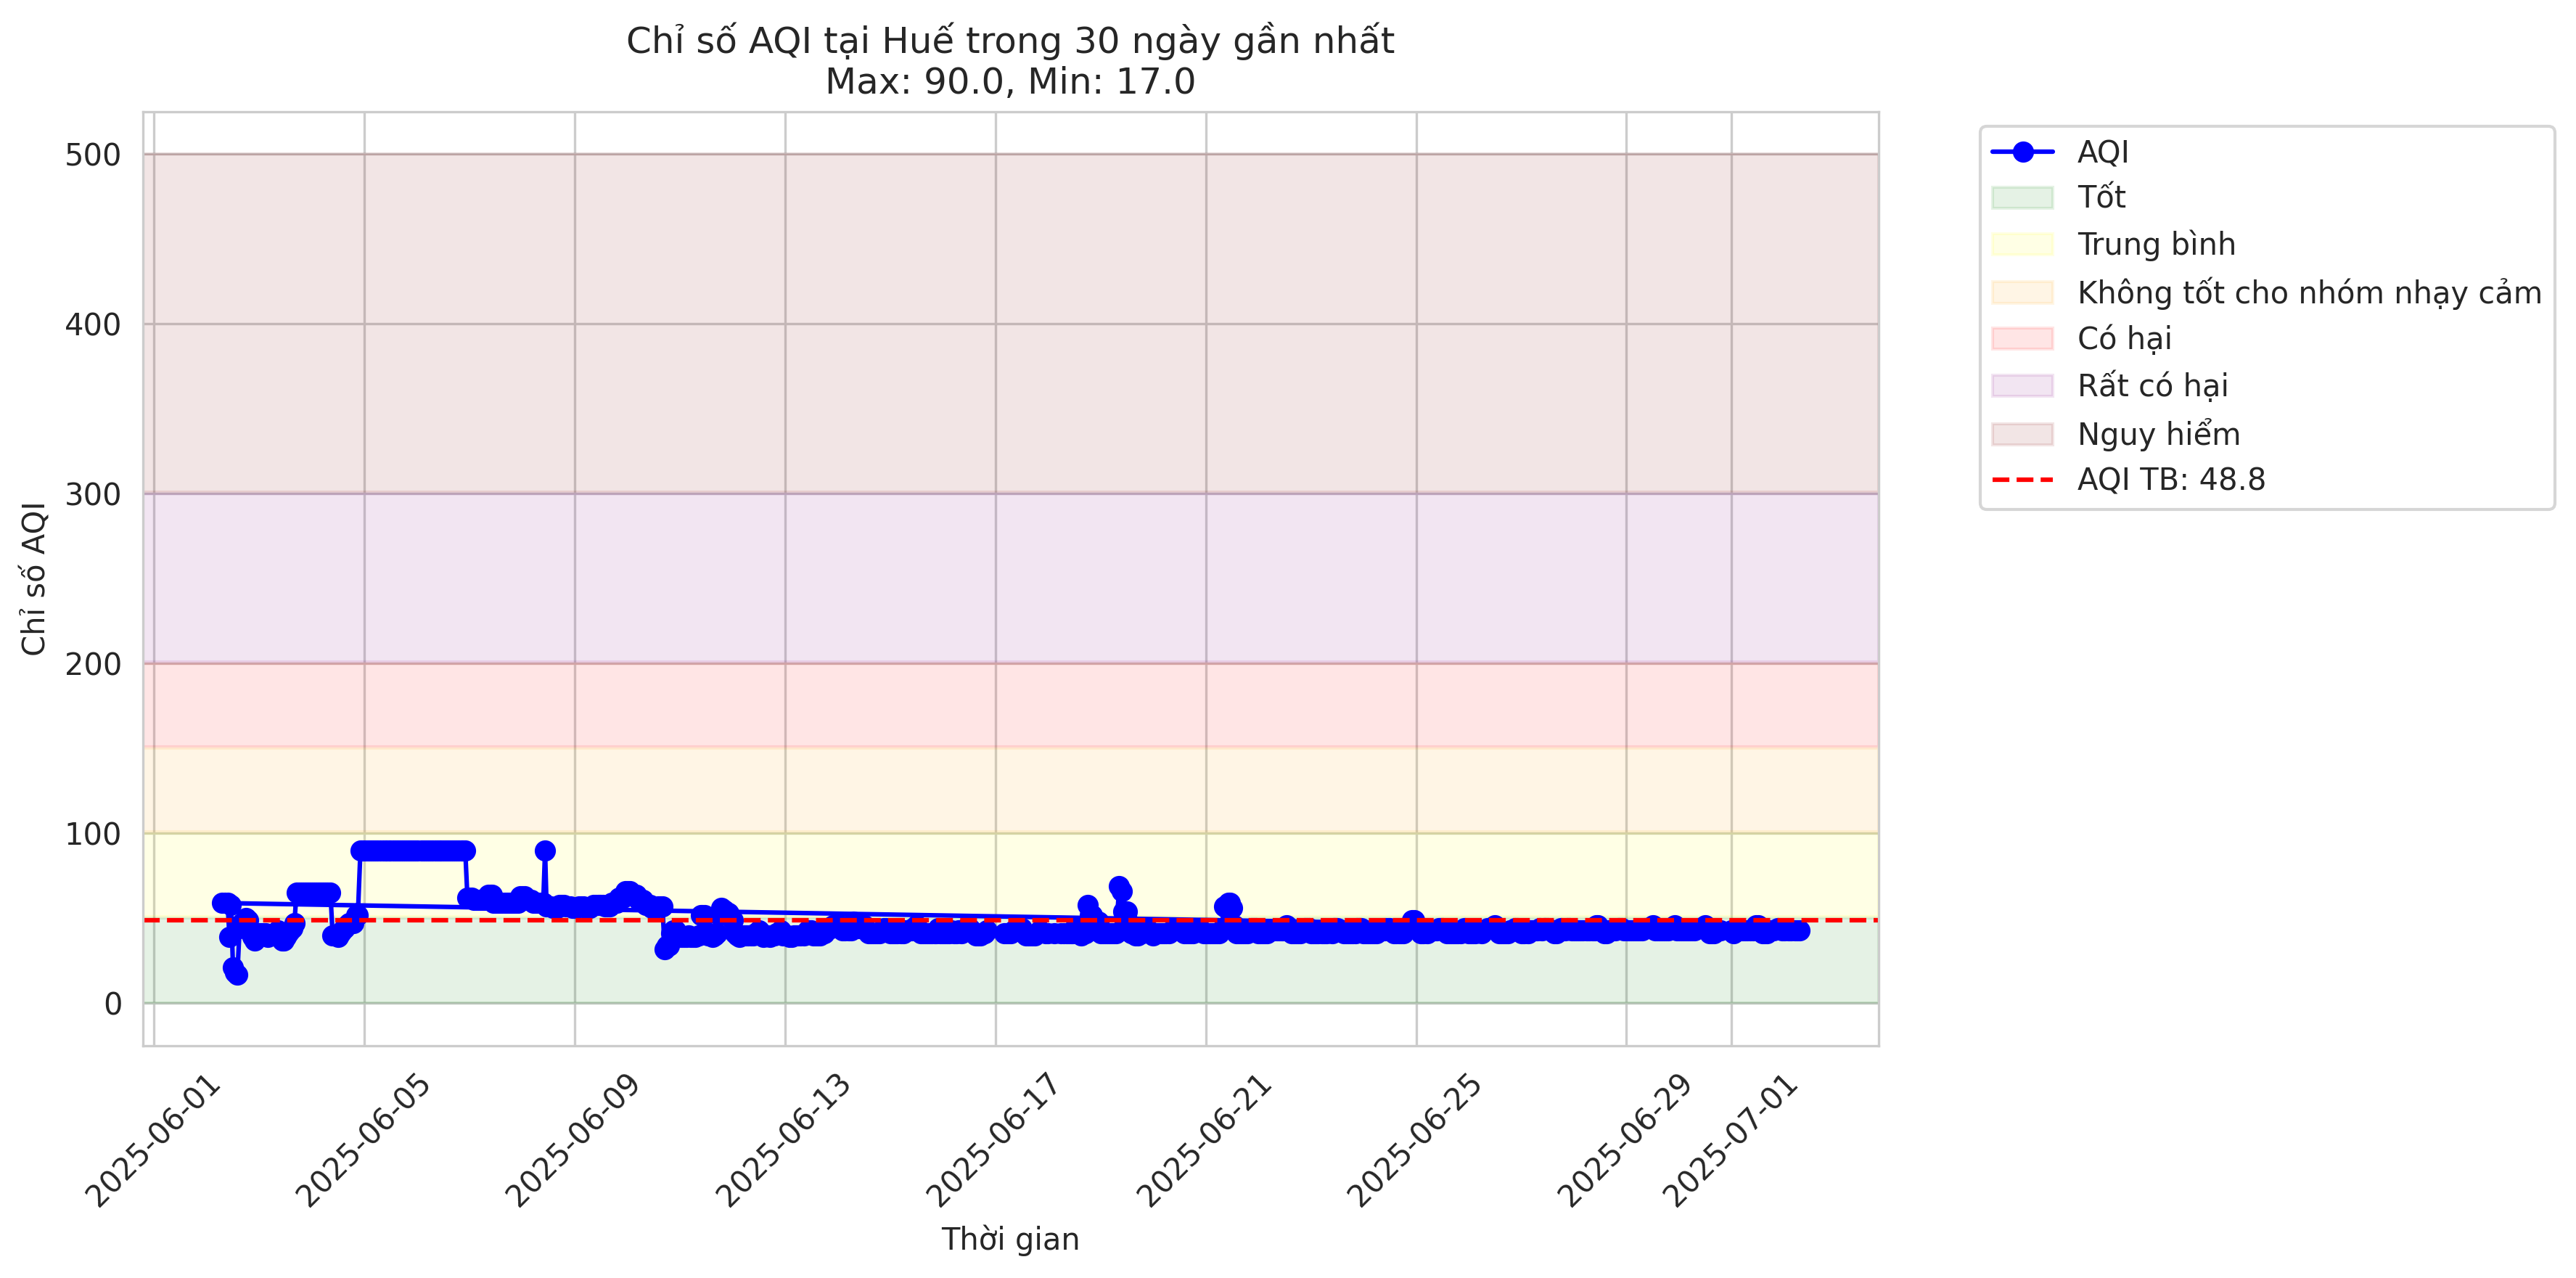 Chỉ số AQI tại Huế trong 30 ngày gần nhất
Max: 90.0, Min: 17.0
Chỉ số AQI
500
400
300
200
100
0
2025-06-01
2025-06-05
2025-06-09
2025-06-13
2025-06-17
2025-06-21
2025-06-25
2025-06-29
2025-07-01
Thời gian
AQI
Tốt
Trung bình
Không tốt cho nhóm nhạy cảm
Có hại
Rất có hại
Nguy hiểm
AQI TB: 48.8